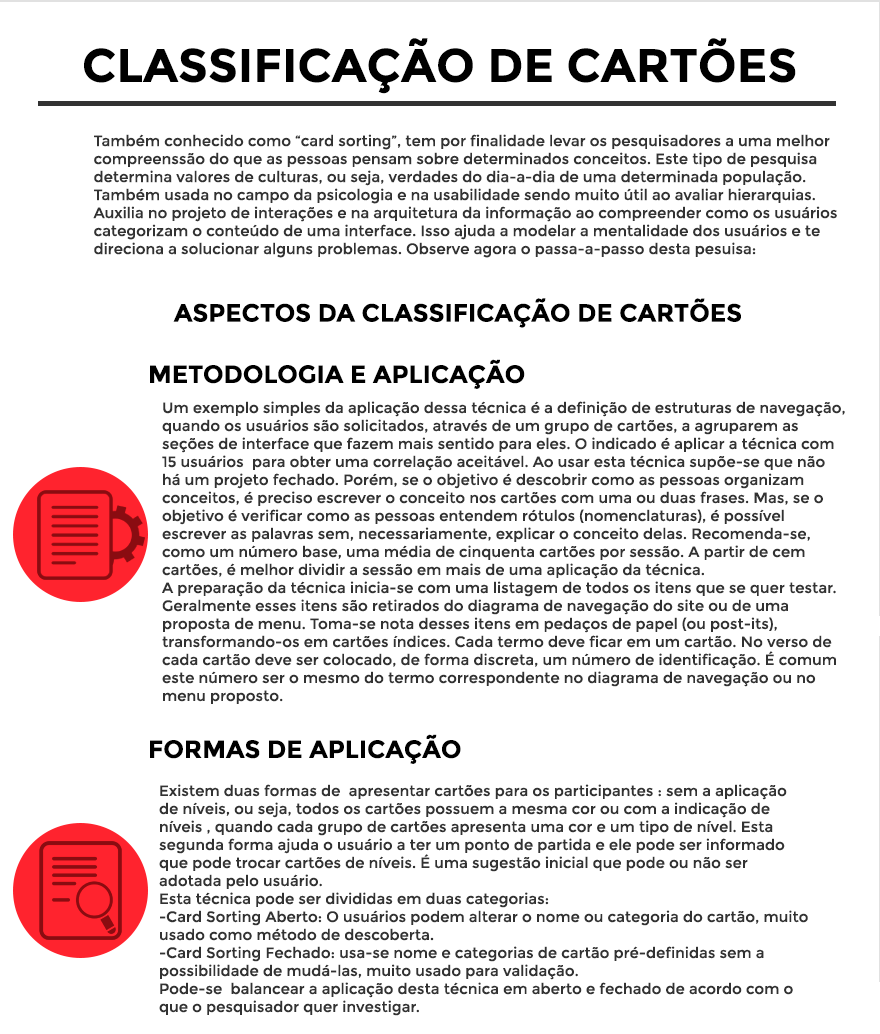 CLASSIFICAÇÃO DE CARTÕES
Também conhecido como “card sorting”, tem por finalidade levar os pesquisadores a uma melhor
compreenssão do que as pessoas pensam sobre determinados conceitos. Este tipo de pesquisa
determina valores de culturas, ou seja, verdades do dia-a-dia de uma determinada população.
Também usada no campo da psicologia e na usabilidade sendo muito útil ao avaliar hierarquias.
Auxilia no projeto de interações e na arquitetura da informação ao compreender como os usuários
categorizam o conteúdo de uma interface. Isso ajuda a modelar a mentalidade dos usuários e te
direciona a solucionar alguns problemas. Observe agora o passa-a-passo desta pesuisa:
ASPECTOS DA CLASSIFICAÇÃO DE CARTÕES
METODOLOGIA E APLICAÇÃO
Um exemplo simples da aplicação dessa técnica é a definição de estruturas de navegação,
quando os usuários são solicitados, através de um grupo de cartões, a agruparem as
seções de interface que fazem mais sentido para eles. O indicado é aplicar a técnica com
15 usuários  para obter uma correlação aceitável. Ao usar esta técnica supõe-se que não
há um projeto fechado. Porém, se o objetivo é descobrir como as pessoas organizam
conceitos, é preciso escrever o conceito nos cartões com uma ou duas frases. Mas, se o
objetivo é verificar como as pessoas entendem rótulos (nomenclaturas), é possível
escrever as palavras sem, necessariamente, explicar o conceito delas. Recomenda-se,
como um número base, uma média de cinquenta cartões por sessão. A partir de cem
cartões, é melhor dividir a sessão em mais de uma aplicação da técnica.
A preparação da técnica inicia-se com uma listagem de todos os itens que se quer testar.
Geralmente esses itens são retirados do diagrama de navegação do site ou de uma
proposta de menu. Toma-se nota desses itens em pedaços de papel (ou post-its),
transformando-os em cartões índices. Cada termo deve ficar em um cartão. No verso de
cada cartão deve ser colocado, de forma discreta, um número de identificação. É comum
este número ser o mesmo do termo correspondente no diagrama de navegação ou no
menu proposto.
FORMAS DE APLICAÇÃO
Existem duas formas de  apresentar cartões para os participantes : sem a aplicação
de níveis, ou seja, todos os cartões possuem a mesma cor ou com a indicação de
níveis , quando cada grupo de cartões apresenta uma cor e um tipo de nível. Esta
segunda forma ajuda o usuário a ter um ponto de partida e ele pode ser informado
que pode trocar cartões de níveis. É uma sugestão inicial que pode ou não ser
adotada pelo usuário.
Esta técnica pode ser divididas em duas categorias:
-Card Sorting Aberto: O usuários podem alterar o nome ou categoria do cartão, muito
usado como método de descoberta.
-Card Sorting Fechado: usa-se nome e categorias de cartão pré-definidas sem a
possibilidade de mudá-las, muito usado para validação.
Pode-se  balancear a aplicação desta técnica em aberto e fechado de acordo com o
que o pesquisador quer investigar.